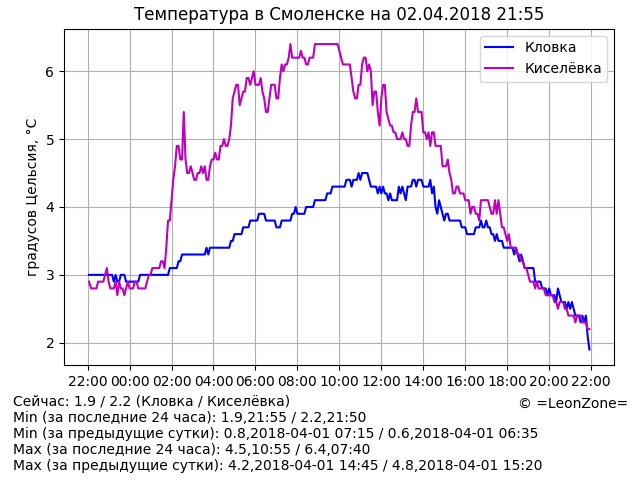 Температура в Смоленске на 02.04.2018 21:55
Кловка
Киселёвка
градусов Цельсия, °C
6
5
4
3
2
22:00 00:00 02:00 04:00 06:00 08:00 10:00 12:00 14:00 16:00 18:00 20:00 22:00
Сейчас: 1.9 / 2.2 (Кловка / Киселёвка)
© =LeonZone=
Min (за последние 24 часа): 1.9,21:55 / 2.2,21:50
Min (за предыдущие сутки): 0.8,2018-04-01 07:15 / 0.6,2018-04-01 06:35
Max (за последние 24 часа): 4.5,10:55 / 6.4,07:40
Max (за предыдущие сутки): 4.2,2018-04-01 14:45 / 4.8,2018-04-01 15:20